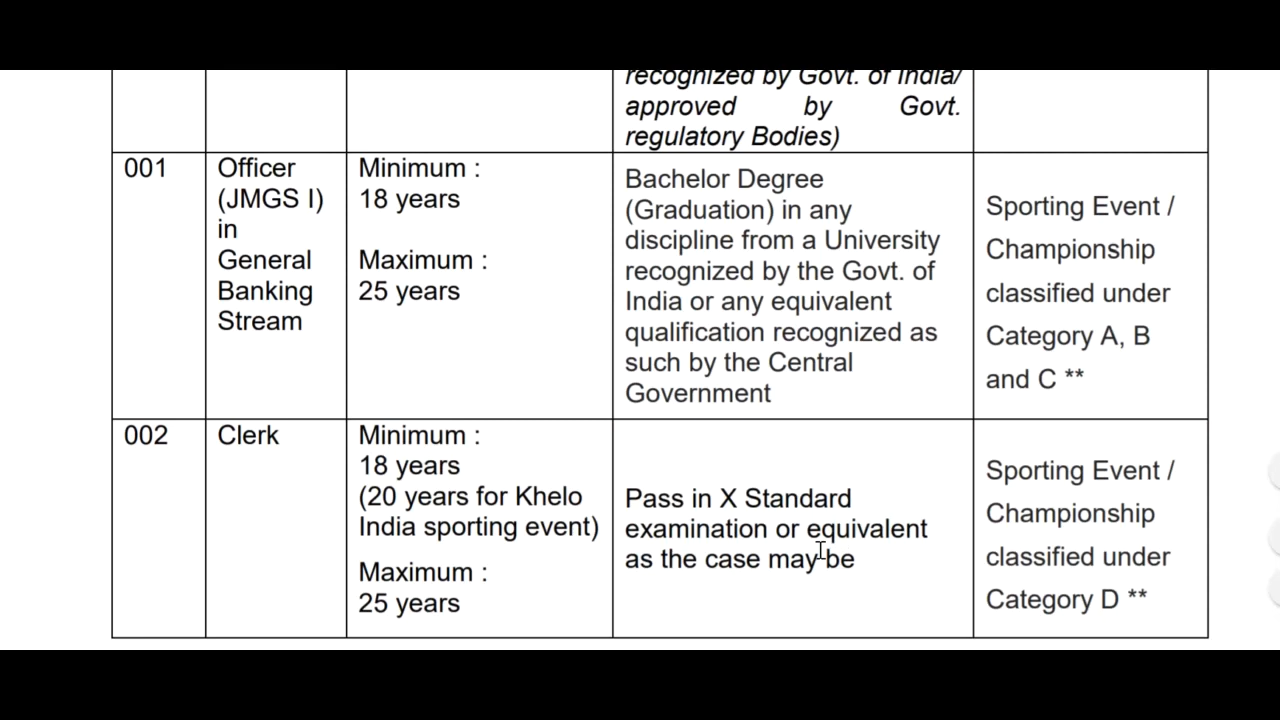 recognized by Govt. of India/
approved by Govt.
regulatory Bodies)
001
Officer
(JMGS I)
in
General
Banking
Stream
Minimum :
18 years
Maximum :
25 years
Bachelor Degree
(Graduation) in any
discipline from a University
recognized by the Govt. of
India or any equivalent
qualification recognized as
such by the Central
Government
Sporting Event /
Championship
classified under
Category A, B
and C **
002
Clerk
Minimum :
18 years
(20 years for Khelo
India sporting event)
Maximum :
25 years
Pass in X Standard
examination or equivalent
as the case may be
Sporting Event /
Championship
classified under
Category D **